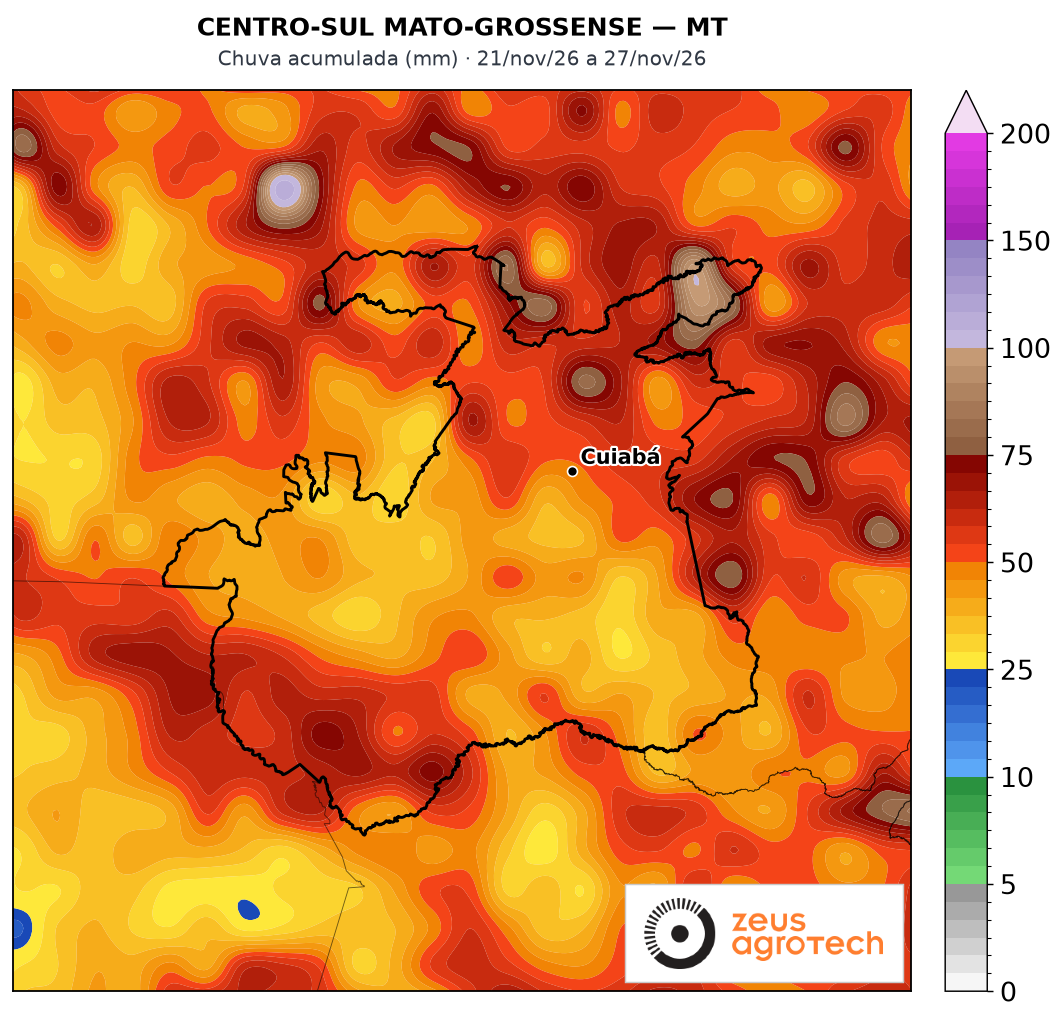 CENTRO-SUL MATO-GROSSENSE — MT
Chuva acumulada (mm) · 21/nov/26 a 27/nov/26
200
150
100
75
50
25
10
5
0
Cuiabá
zeus
agrotech